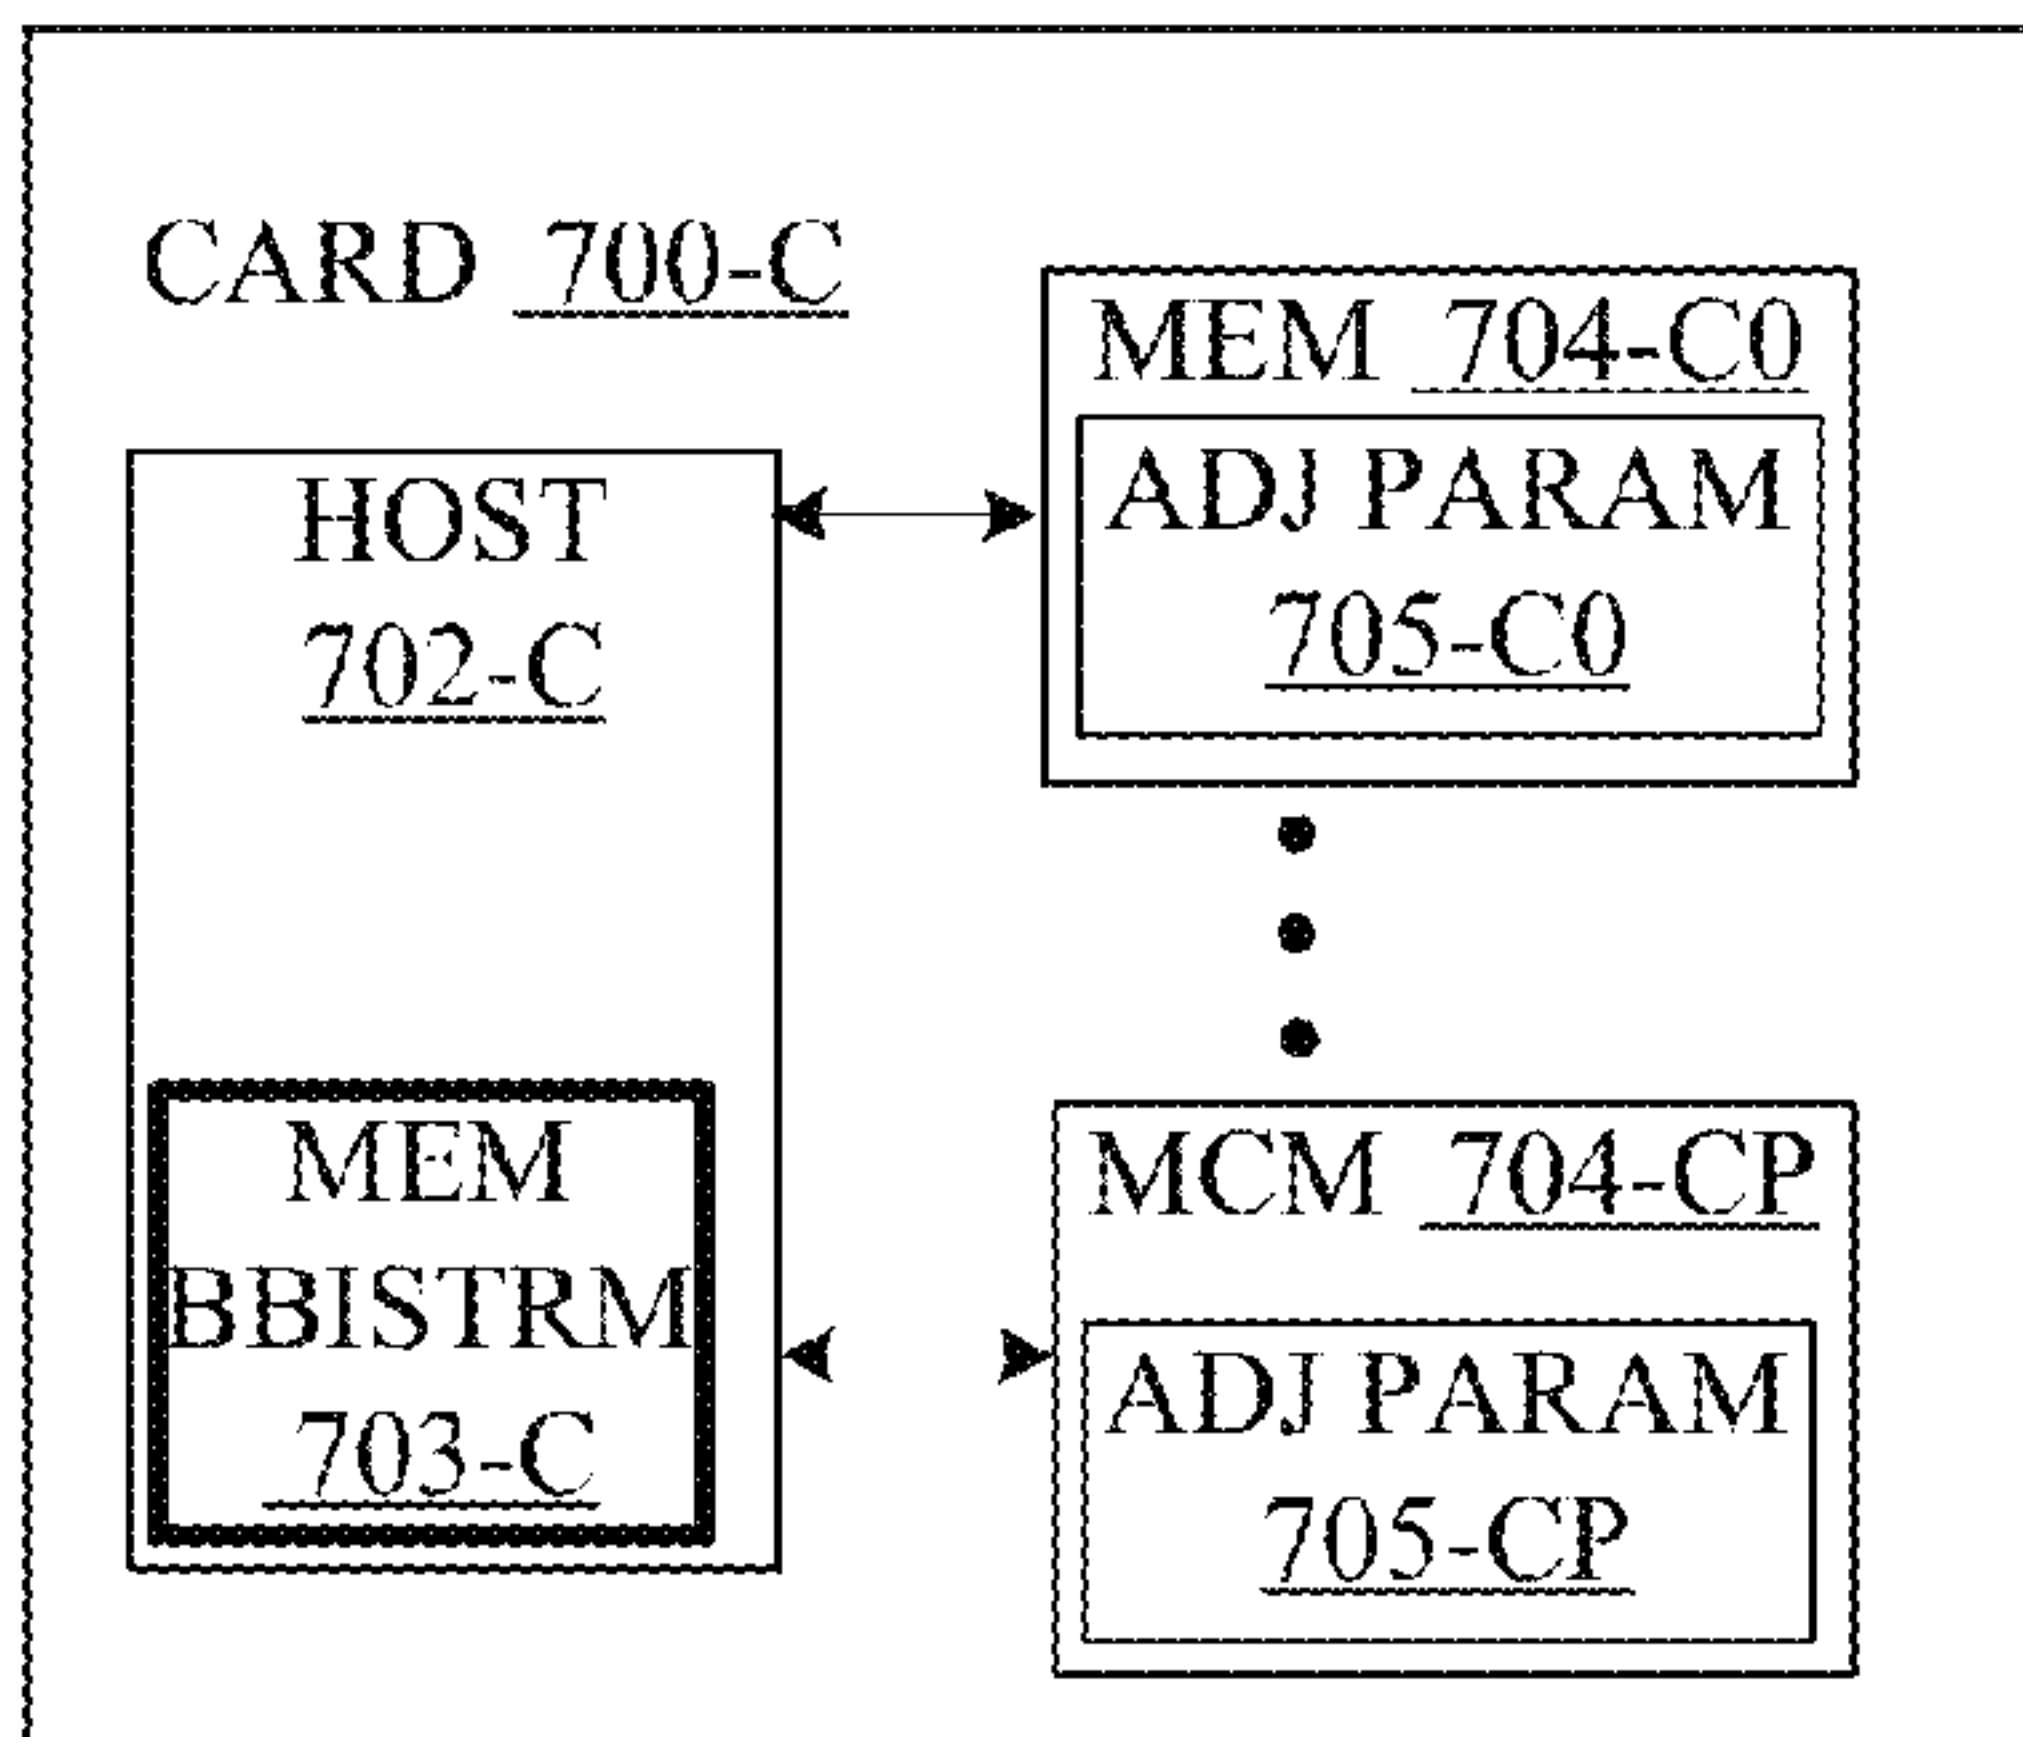 CARD 700-C
MEM 704-C0
ADJ PARAM
705-C0
HOST
702-C
MEM
BBISTRM
703-C
MCM 704-CP
ADJ PARAM
705-CP